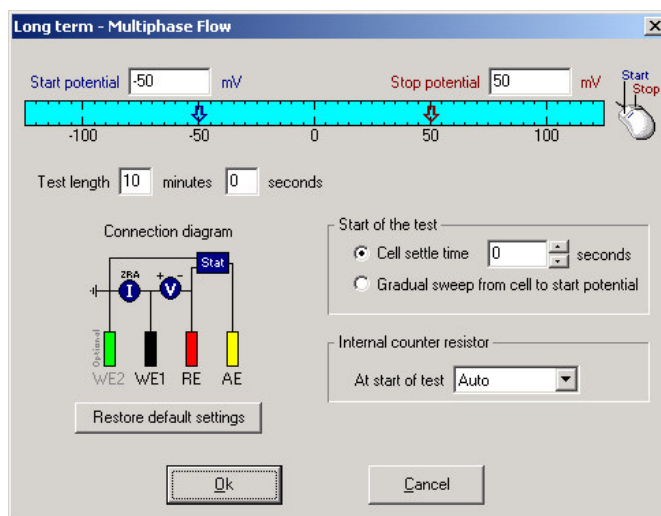 Long term - Multiphase Flow
Start potential -50 mV
Stop potential 50 mV
Start
Stop
-100 -50 0 50 100
Test length 10 minutes 0 seconds
Connection diagram
ZRA
I
+ -
V
Stat
Optional
WE2 WE1 RE AE
Restore default settings
Start of the test
Cell settle time 0 seconds
Gradual sweep from cell to start potential
Internal counter resistor
At start of test Auto
Ok
Cancel